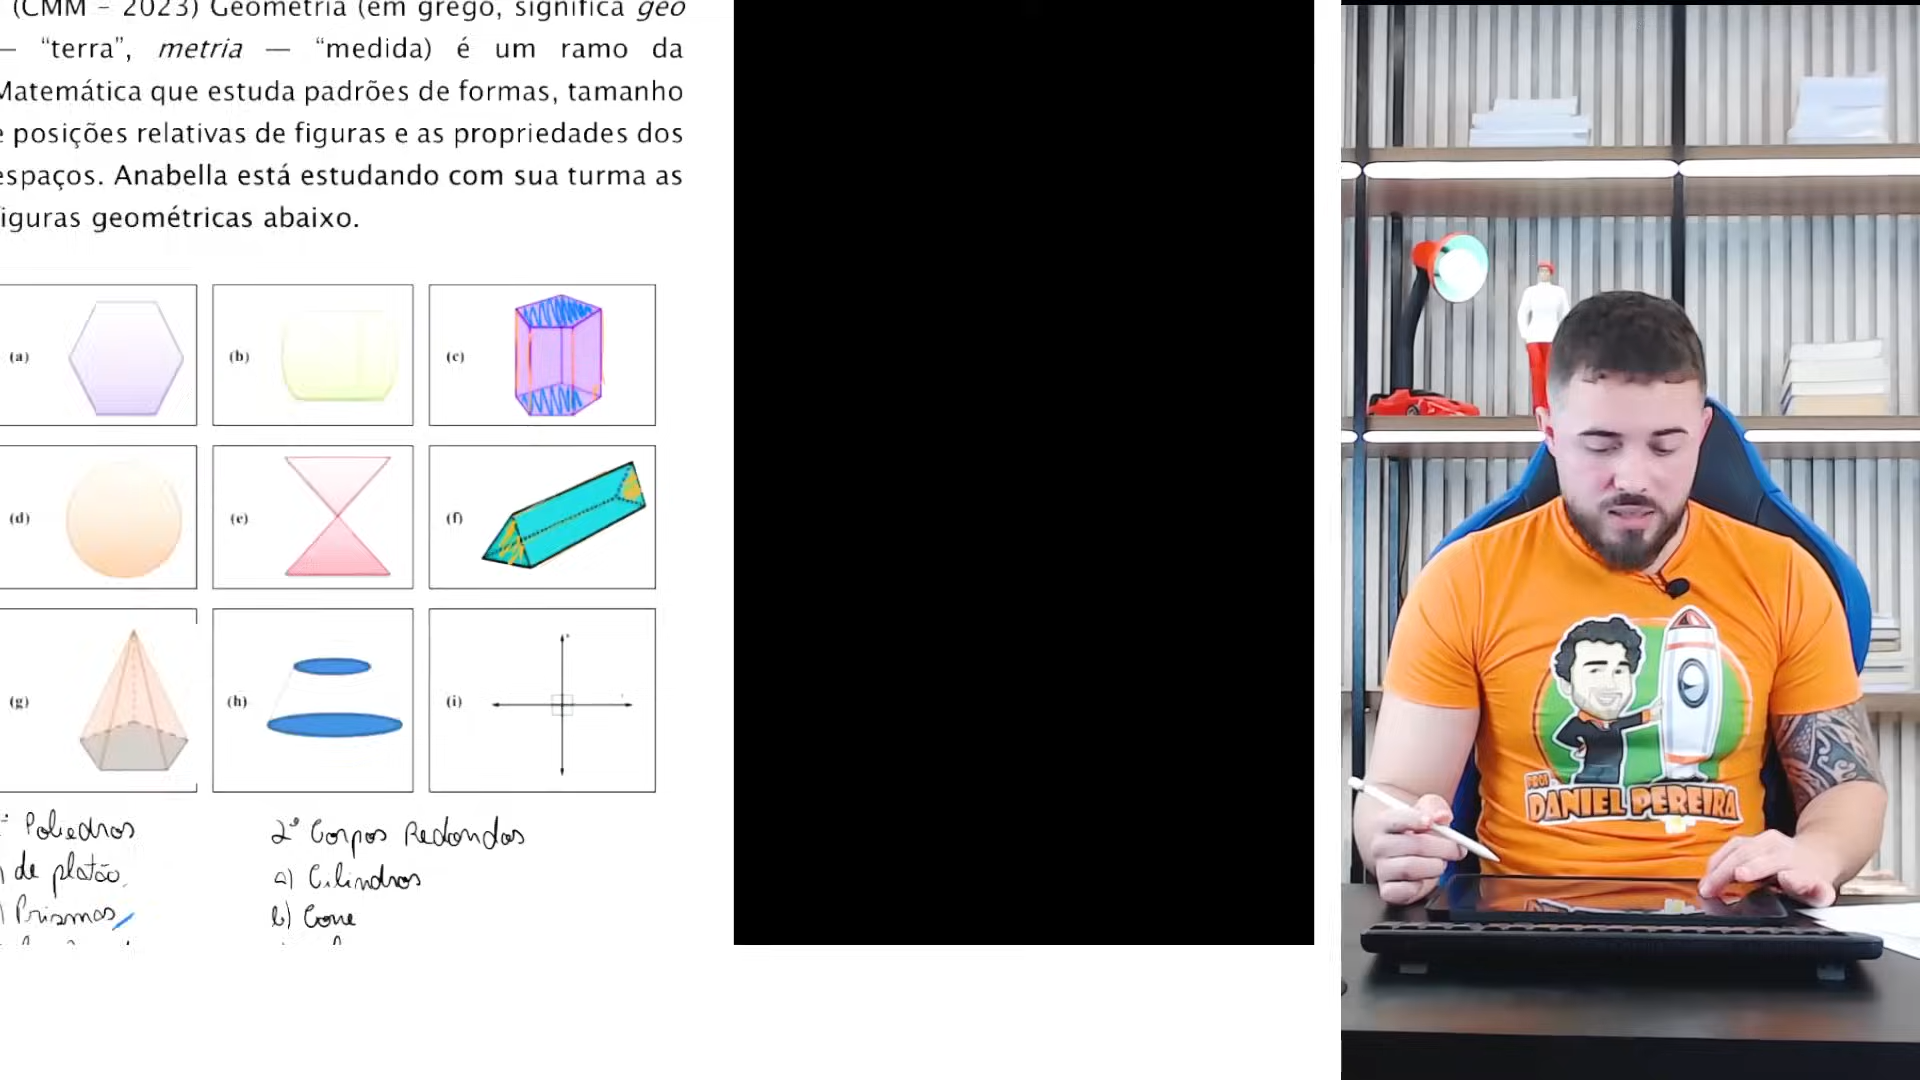 (CMM – 2023) Geometria (em grego, significa geo
— “terra”, metria — “medida) é um ramo da
Matemática que estuda padrões de formas, tamanho
e posições relativas de figuras e as propriedades dos
espaços. Anabella está estudando com sua turma as
figuras geométricas abaixo.
(a) (b) (c)
(d) (e) (f)
(g) (h) (i)
Poliedros
de platão.
Prismas
2º Corpos Redondos
a) Cilindros
b) Cone
PROF
DANIEL PEREIRA